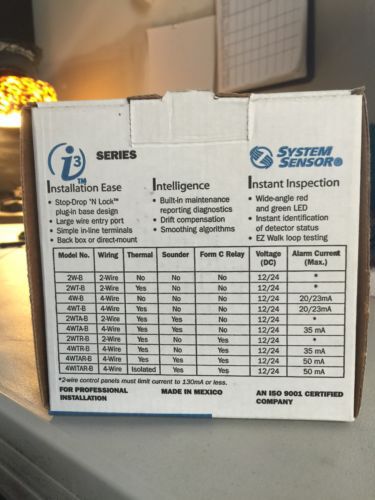 i3™ SERIES
SYSTEM SENSOR®
Installation Ease
• Stop-Drop 'N Lock™ plug-in base design
• Large wire entry port
• Simple in-line terminals
• Back box or direct-mount
Intelligence
• Built-in maintenance reporting diagnostics
• Drift compensation
• Smoothing algorithms
Instant Inspection
• Wide-angle red and green LED
• Instant identification of detector status
• EZ Walk loop testing
Model No. Wiring Thermal Sounder Form C Relay Voltage (DC) Alarm Current (Max.)
2W-B 2-Wire No No No 12/24 *
2WT-B 2-Wire Yes No No 12/24 *
4W-B 4-Wire No No No 12/24 20/23mA
4WT-B 4-Wire Yes No No 12/24 20/23mA
2WTA-B 2-Wire Yes Yes No 12/24 *
4WTA-B 4-Wire Yes Yes No 12/24 35 mA
2WTR-B 2-Wire Yes No Yes 12/24 *
4WTR-B 4-Wire Yes No Yes 12/24 35 mA
4WTAR-B 4-Wire Yes Yes Yes 12/24 50 mA
4WITAR-B 4-Wire Isolated Yes Yes 12/24 50 mA
*2-wire control panels must limit current to 130mA or less.
FOR PROFESSIONAL INSTALLATION
MADE IN MEXICO
AN ISO 9001 CERTIFIED COMPANY